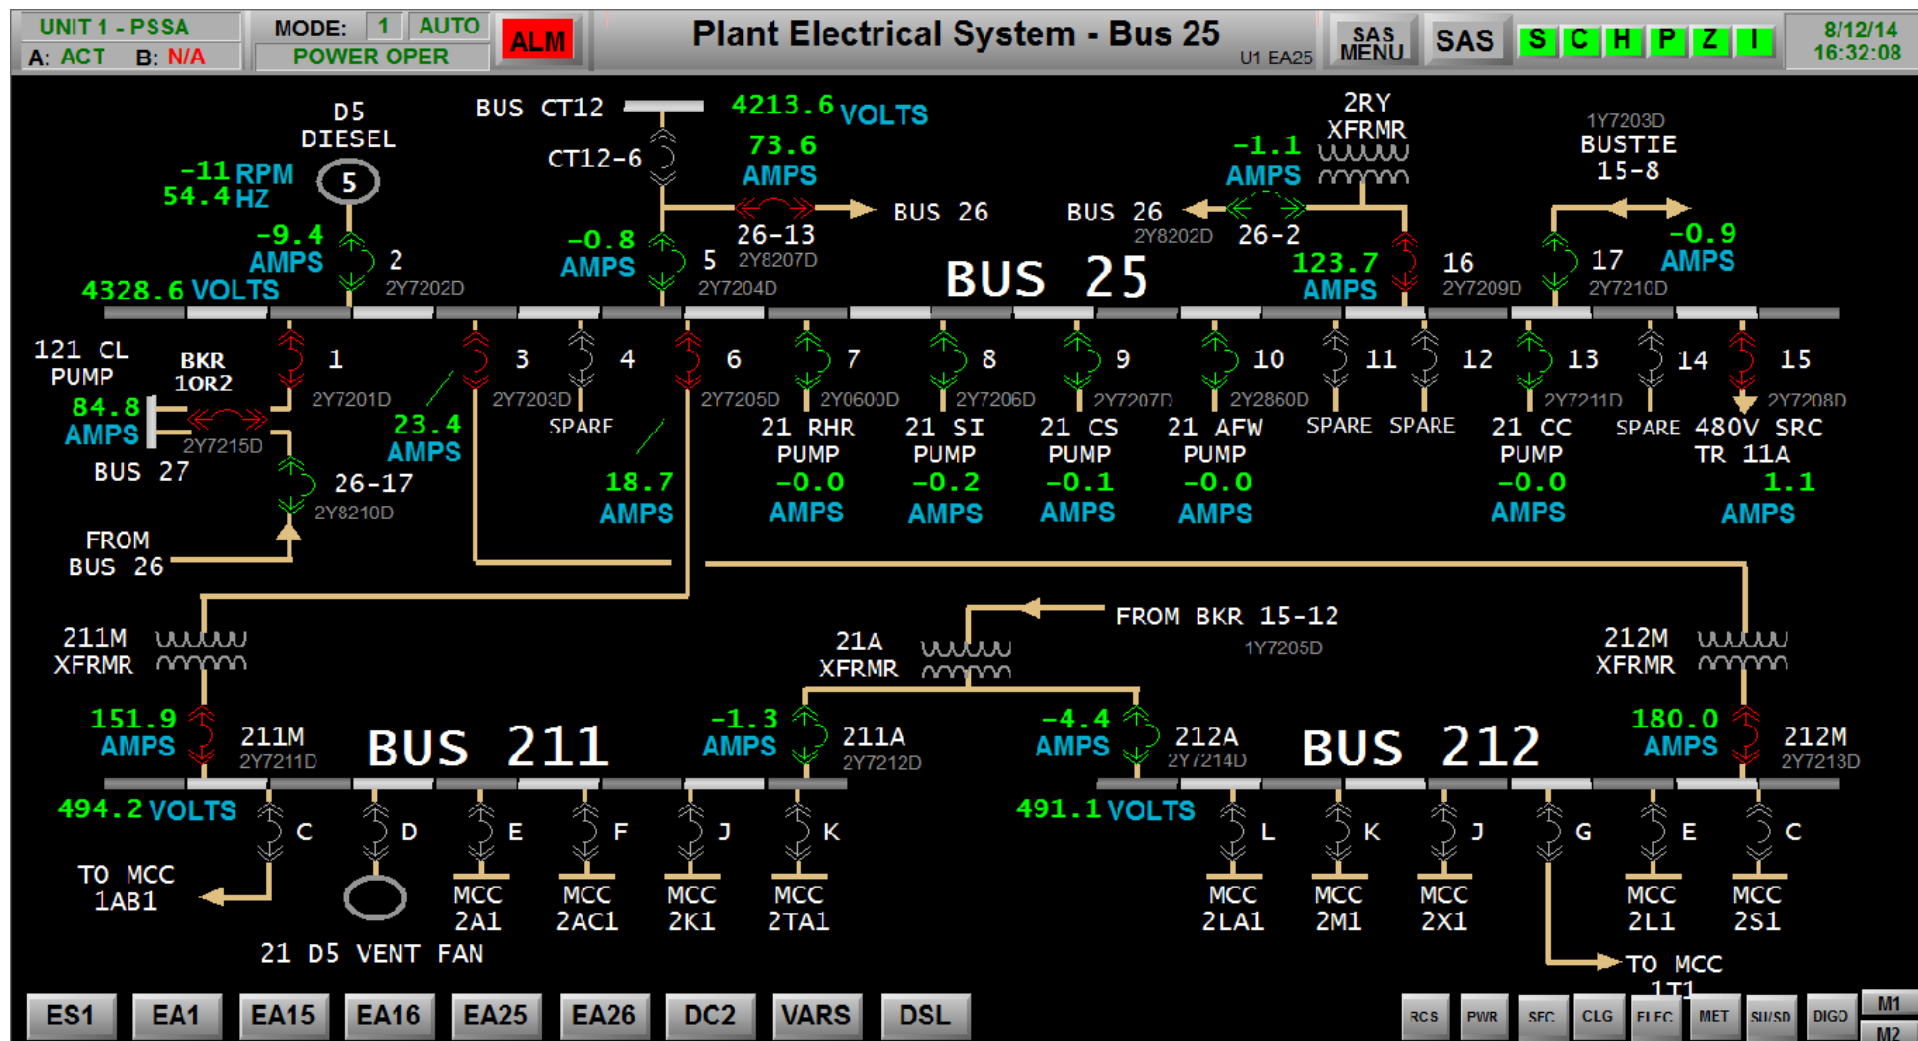 UNIT 1 - PSSA
A: ACT B: N/A
MODE: 1 AUTO
POWER OPER
ALM
Plant Electrical System - Bus 25
U1 EA25
SAS MENU
SAS
S C H P Z I
8/12/14
16:32:08
D5
DIESEL
5
-11 RPM
54.4 HZ
-9.4
AMPS
2
2Y7202D
4328.6 VOLTS
BUS CT12
4213.6 VOLTS
CT12-6
73.6
AMPS
BUS 26
26-13
2Y8207D
-0.8
AMPS
5
2Y7204D
BUS 25
2RY
XFRMR
-1.1
AMPS
BUS 26
2Y8202D
26-2
123.7
AMPS
16
2Y7209D
1Y7203D
BUSTIE
15-8
-0.9
AMPS
17
2Y7210D
121 CL
PUMP
84.8
AMPS
BUS 27
BKR
1OR2
2Y7215D
1
2Y7201D
26-17
2Y8210D
FROM
BUS 26
3
2Y7203D
23.4
AMPS
4
SPARE
6
2Y7205D
18.7
AMPS
7
2Y0600D
21 RHR
PUMP
-0.0
AMPS
8
2Y7206D
21 SI
PUMP
-0.2
AMPS
9
2Y7207D
21 CS
PUMP
-0.1
AMPS
10
2Y2860D
21 AFW
PUMP
-0.0
AMPS
11
SPARE
12
SPARE
13
2Y7211D
21 CC
PUMP
-0.0
AMPS
14
SPARE
15
2Y7208D
480V SRC
TR 11A
1.1
AMPS
211M
XFRMR
151.9
AMPS
211M
2Y7211D
BUS 211
21A
XFRMR
FROM BKR 15-12
1Y7205D
-1.3
AMPS
211A
2Y7212D
-4.4
AMPS
212A
2Y7214D
BUS 212
212M
XFRMR
180.0
AMPS
212M
2Y7213D
494.2 VOLTS
C
TO MCC
1AB1
D
21 D5 VENT FAN
E
MCC
2A1
F
MCC
2AC1
J
MCC
2K1
K
MCC
2TA1
491.1 VOLTS
L
MCC
2LA1
K
MCC
2M1
J
MCC
2X1
G
TO MCC
1T1
E
MCC
2L1
C
MCC
2S1
ES1 EA1 EA15 EA16 EA25 EA26 DC2 VARS DSL
RCS PWR SEC CLG ELEC MET SU/SD DIGO M1
M2